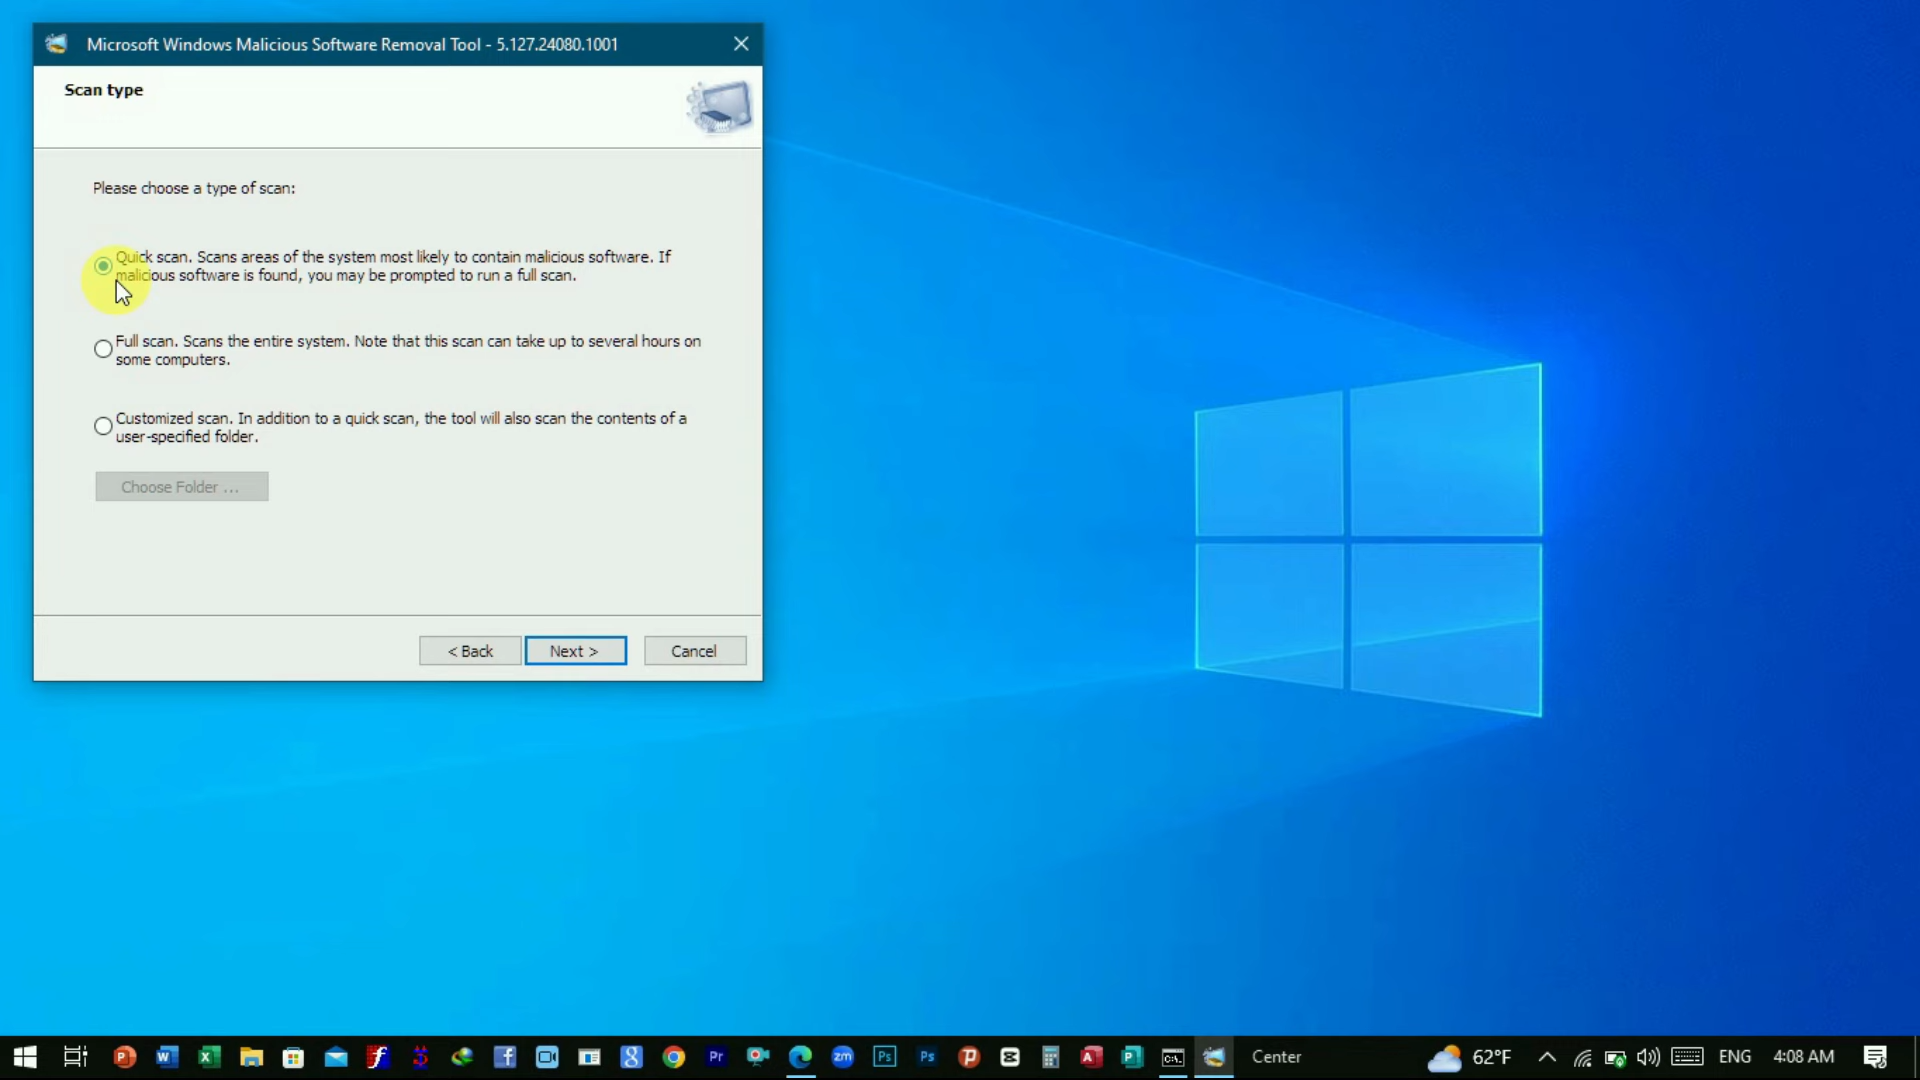 Microsoft Windows Malicious Software Removal Tool - 5.127.24080.1001
Scan type
Please choose a type of scan:
Quick scan. Scans areas of the system most likely to contain malicious software. If
malicious software is found, you may be prompted to run a full scan.
Full scan. Scans the entire system. Note that this scan can take up to several hours on
some computers.
Customized scan. In addition to a quick scan, the tool will also scan the contents of a
user-specified folder.
Choose Folder ...
< Back
Next >
Cancel
Center
62°F
ENG
4:08 AM